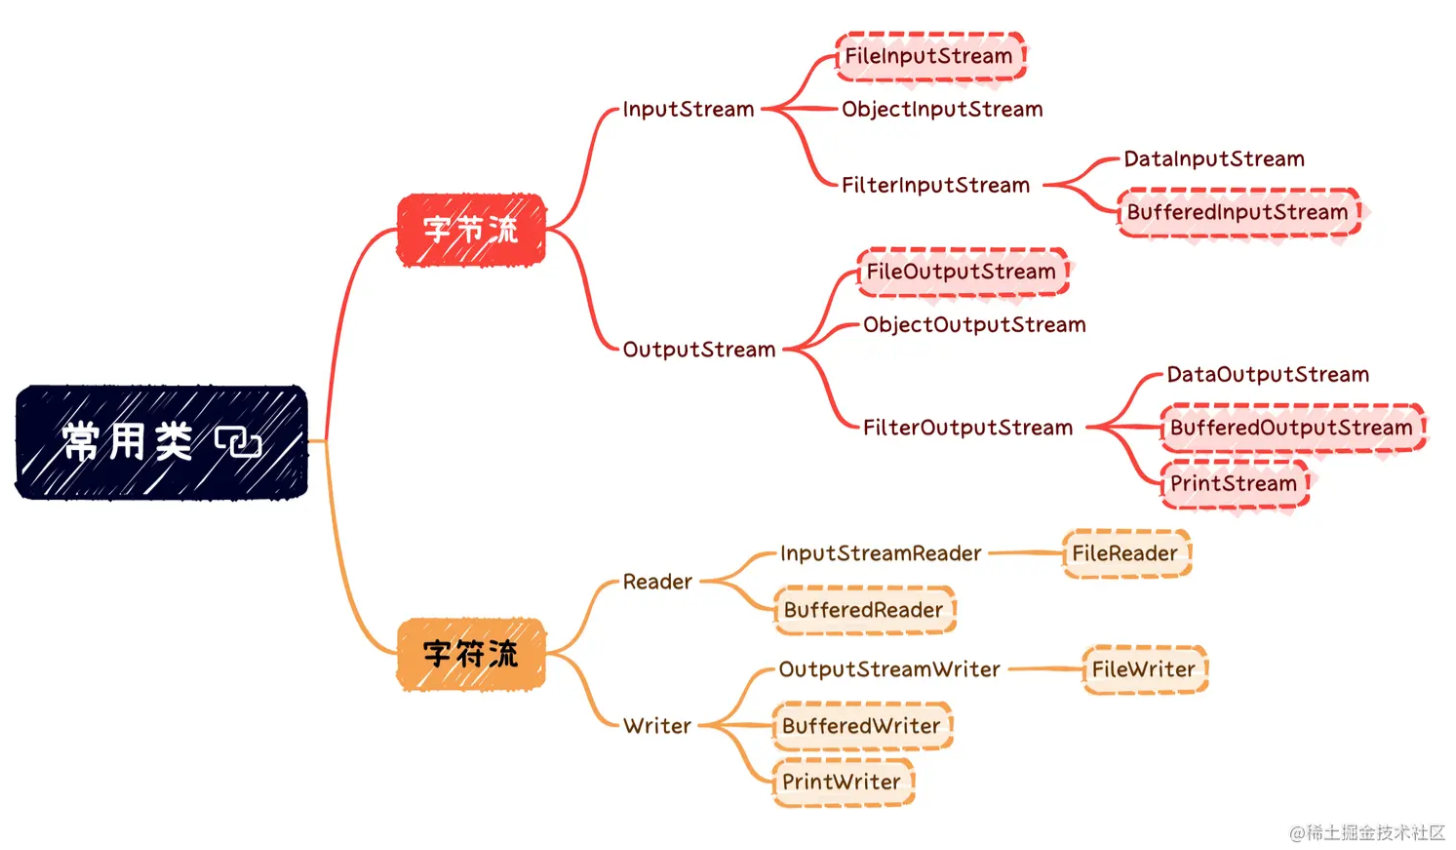 常用类
字节流
InputStream
FileInputStream
ObjectInputStream
FilterInputStream
DataInputStream
BufferedInputStream
OutputStream
FileOutputStream
ObjectOutputStream
FilterOutputStream
DataOutputStream
BufferedOutputStream
PrintStream
字符流
Reader
InputStreamReader
FileReader
BufferedReader
Writer
OutputStreamWriter
FileWriter
BufferedWriter
PrintWriter
@稀土掘金技术社区